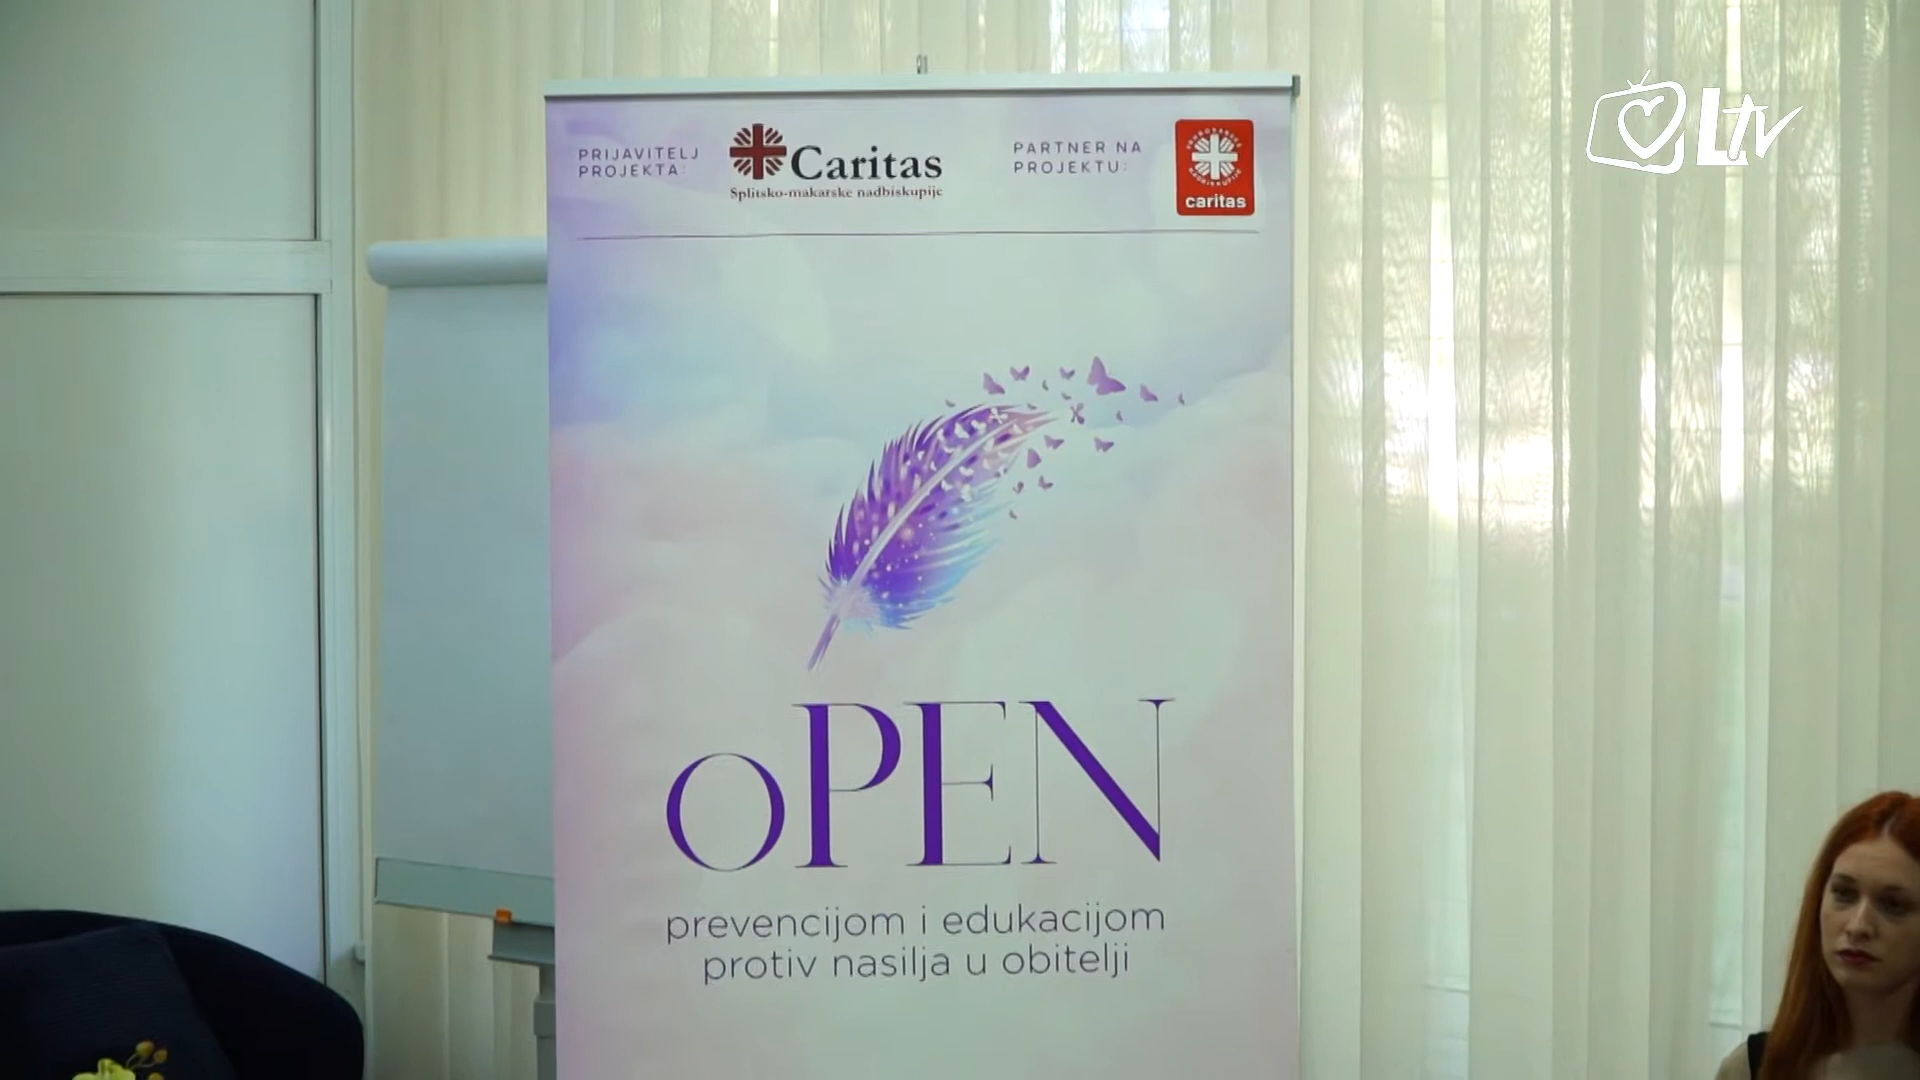 PRIJAVITELJ
PROJEKTA:
Caritas
Splitsko-makarske nadbiskupije
PARTNER NA
PROJEKTU:
caritas
LTV
oPEN
prevencijom i edukacijom
protiv nasilja u obitelji